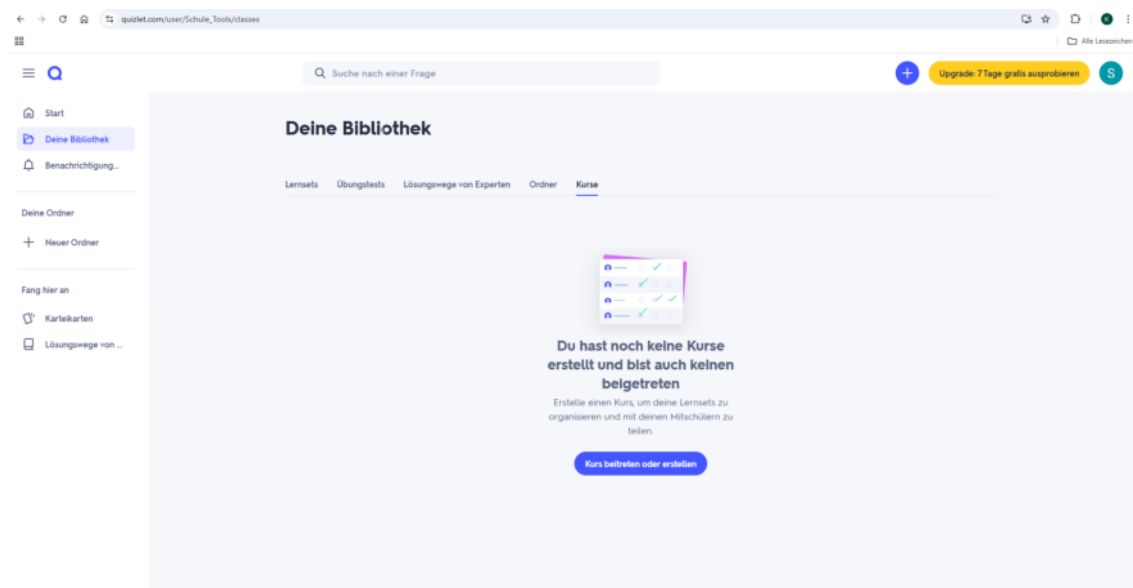 quizlet.com/user/Schule_Tools/classes
Alle Lesezeichen
Suche nach einer Frage
Upgrade: 7 Tage gratis ausprobieren
S
Start
Deine Bibliothek
Benachrichtigung...
Deine Ordner
Neuer Ordner
Fang hier an
Karteikarten
Lösungswege von ...
Deine Bibliothek
Lernsets Übungstests Lösungswege von Experten Ordner Kurse
Du hast noch keine Kurse
erstellt und bist auch keinen
beigetreten
Erstelle einen Kurs, um deine Lernsets zu
organisieren und mit deinen Mitschülern zu
teilen.
Kurs beitreten oder erstellen